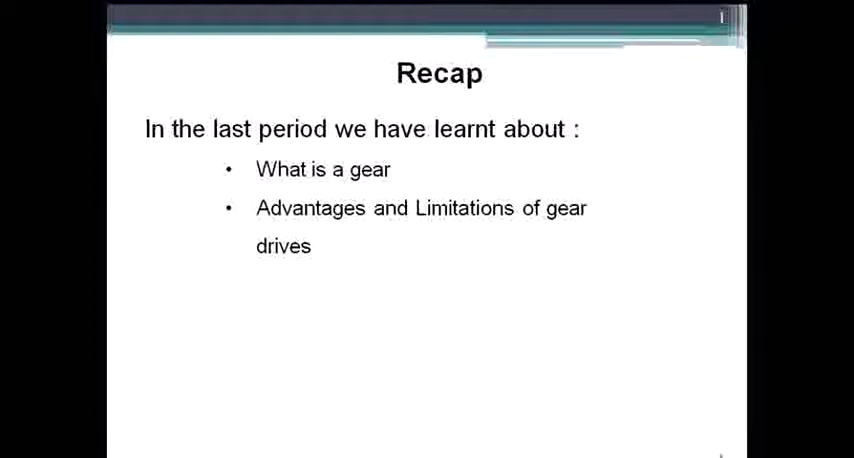 Recap
In the last period we have learnt about :
• What is a gear
• Advantages and Limitations of gear
drives